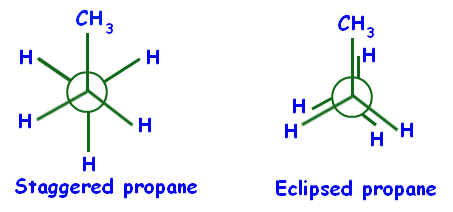 CH3
H H
H H
H
Staggered propane
CH3
H
H
H H
H
Eclipsed propane